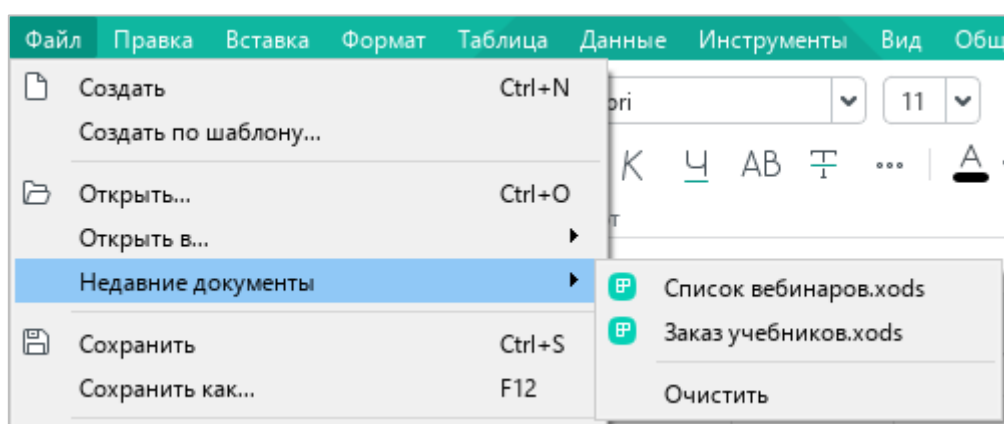 Файл Правка Вставка Формат Таблица Данные Инструменты Вид
Создать Ctrl+N
11
Создать по шаблону...
К Ч АВ Т ... А
Открыть... Ctrl+O
Открыть в...
Недавние документы
Список вебинаров.xods
Заказ учебников.xods
Очистить
Сохранить Ctrl+S
Сохранить как... F12